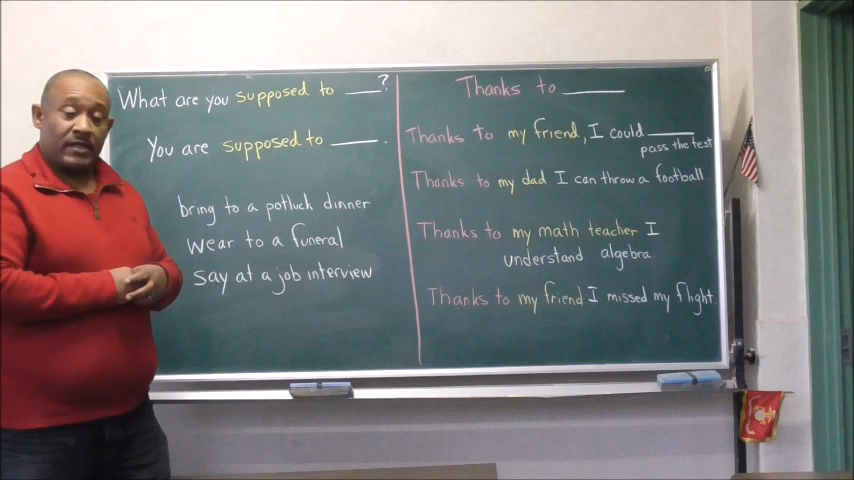 What are you supposed to ___?
You are supposed to ___.
bring to a potluck dinner
wear to a funeral
say at a job interview
Thanks to ___
Thanks to my friend, I could ___
pass the test
Thanks to my dad I can throw a football.
Thanks to my math teacher I
understand algebra
Thanks to my friend I missed my flight.